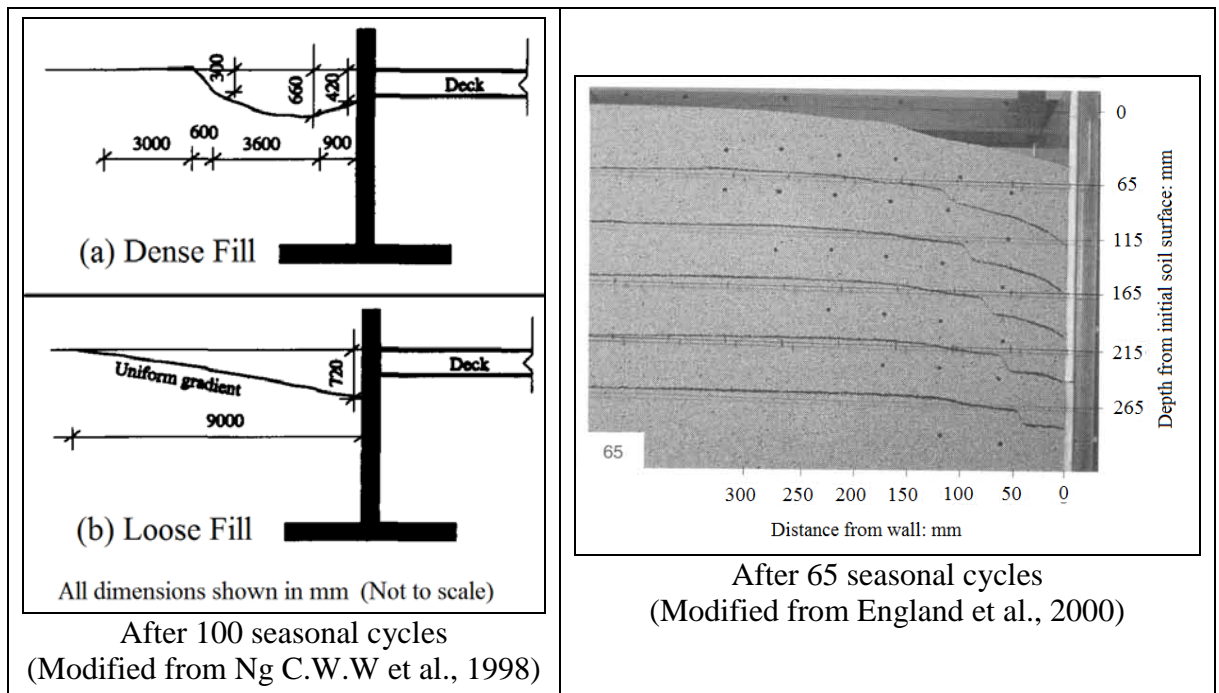 300
660
420
Deck
600
3000
3600
900
(a) Dense Fill
Uniform gradient
720
Deck
9000
(b) Loose Fill
All dimensions shown in mm (Not to scale)
After 100 seasonal cycles
(Modified from Ng C.W.W et al., 1998)
0
65
115
165
215
265
Depth from initial soil surface: mm
65
300 250 200 150 100 50 0
Distance from wall: mm
After 65 seasonal cycles
(Modified from England et al., 2000)